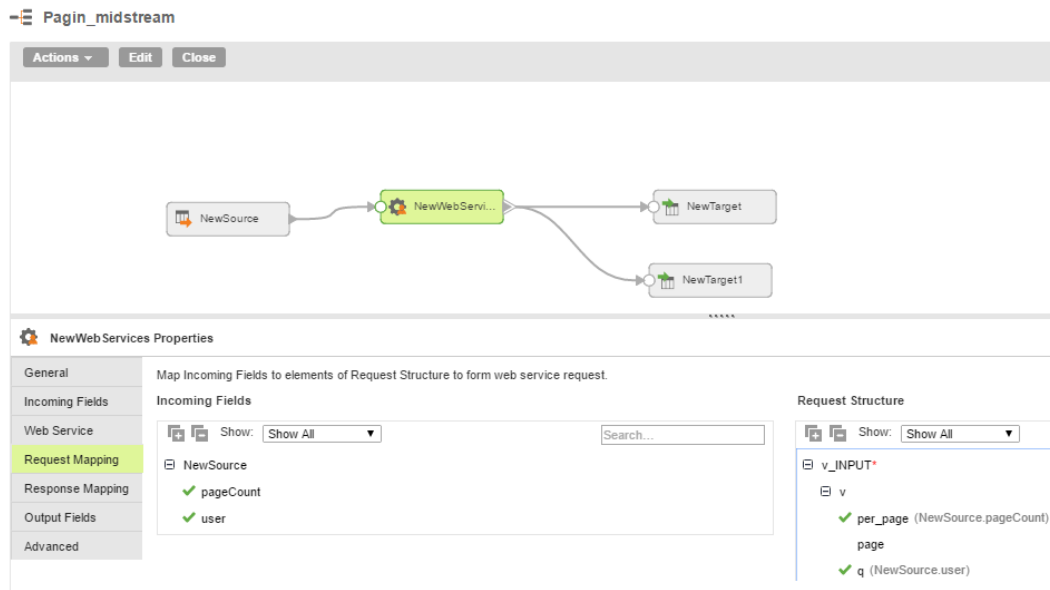 Pagin_midstream
Actions Edit Close
NewSource
NewWebServi...
NewTarget
NewTarget1
NewWebServices Properties
General
Incoming Fields
Web Service
Request Mapping
Response Mapping
Output Fields
Advanced
Map Incoming Fields to elements of Request Structure to form web service request.
Incoming Fields
Show: Show All Search...
NewSource
pageCount
user
Request Structure
Show: Show All
v_INPUT*
v
per_page (NewSource.pageCount)
page
q (NewSource.user)